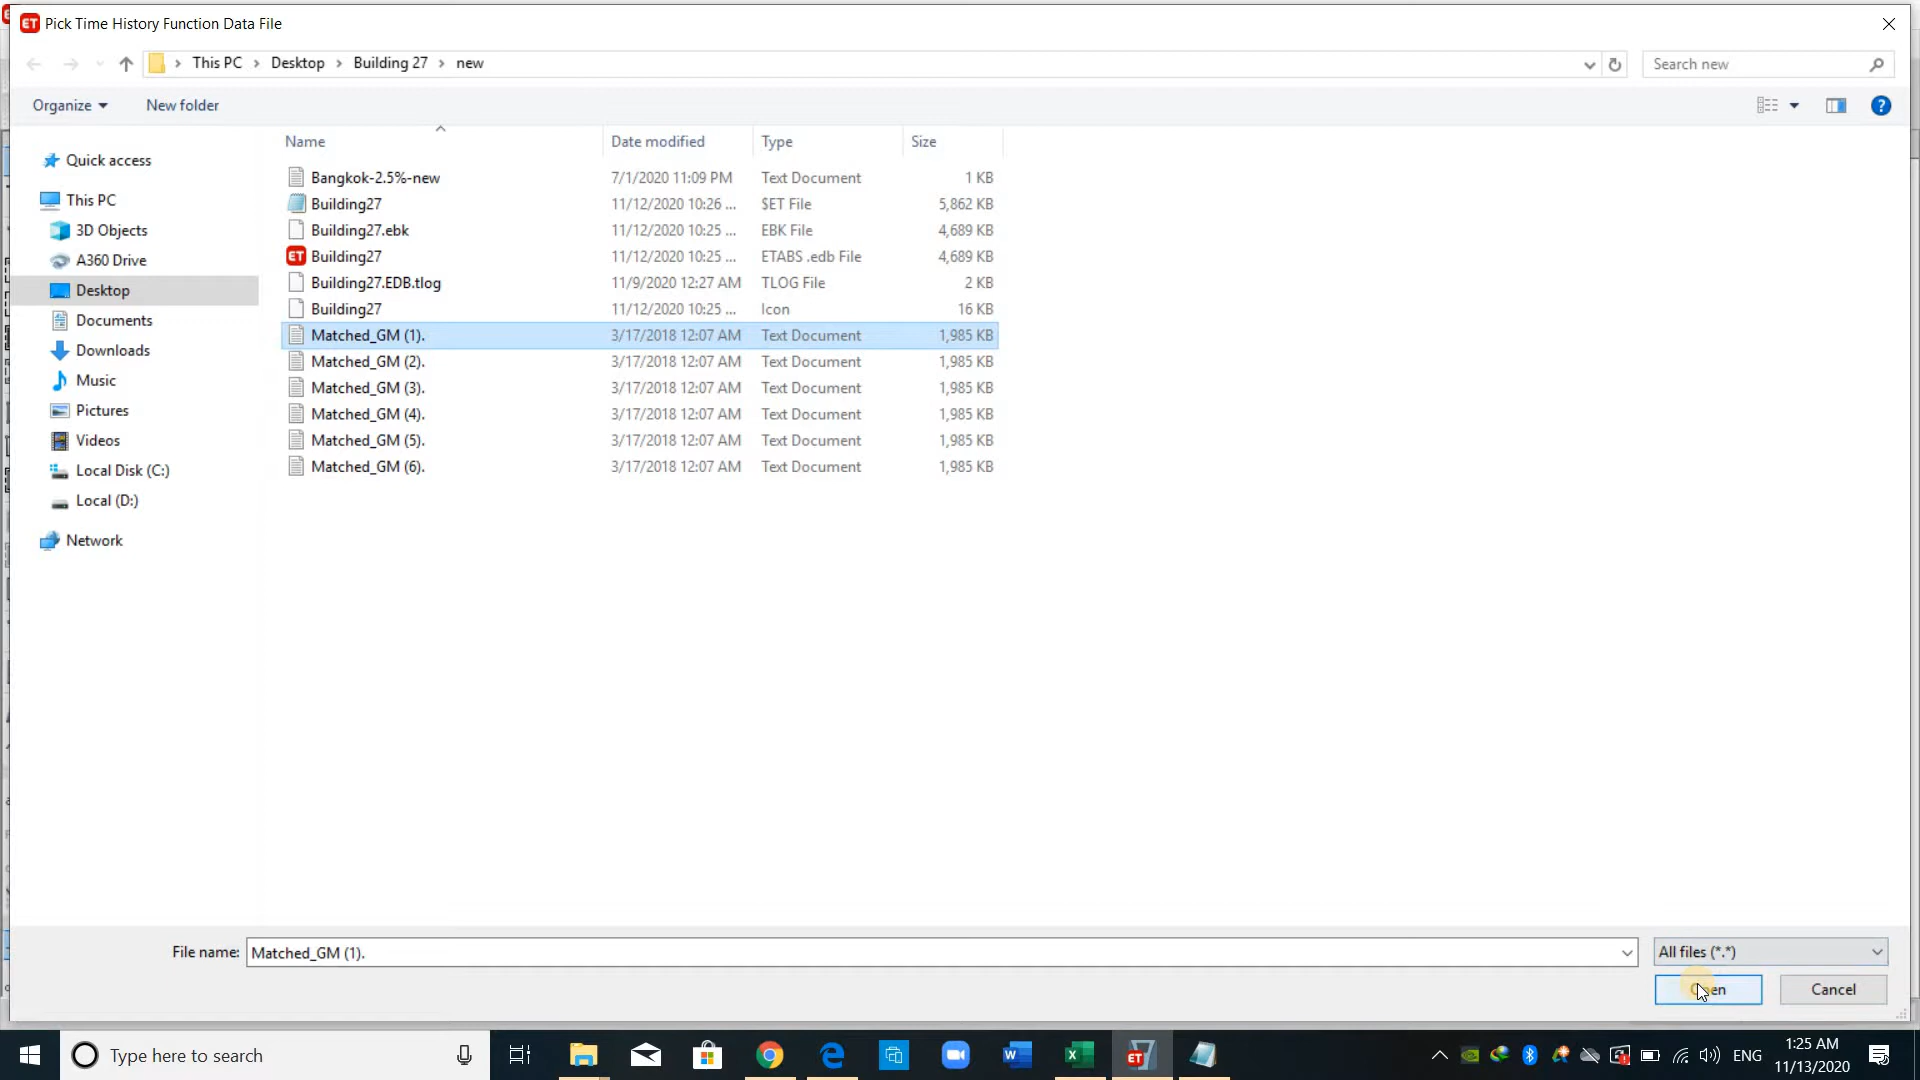 ET Pick Time History Function Data File
This PC Desktop Building 27 new
Search new
Organize New folder
Name Date modified Type Size
Quick access
This PC
3D Objects
A360 Drive
Desktop
Documents
Downloads
Music
Pictures
Videos
Local Disk (C:)
Local (D:)
Network
Bangkok-2.5%-new 7/1/2020 11:09 PM Text Document 1 KB
Building27 11/12/2020 10:26 ... $ET File 5,862 KB
Building27.ebk 11/12/2020 10:25 ... EBK File 4,689 KB
ET Building27 11/12/2020 10:25 ... ETABS .edb File 4,689 KB
Building27.EDB.tlog 11/9/2020 12:27 AM TLOG File 2 KB
Building27 11/12/2020 10:25 ... Icon 16 KB
Matched_GM (1). 3/17/2018 12:07 AM Text Document 1,985 KB
Matched_GM (2). 3/17/2018 12:07 AM Text Document 1,985 KB
Matched_GM (3). 3/17/2018 12:07 AM Text Document 1,985 KB
Matched_GM (4). 3/17/2018 12:07 AM Text Document 1,985 KB
Matched_GM (5). 3/17/2018 12:07 AM Text Document 1,985 KB
Matched_GM (6). 3/17/2018 12:07 AM Text Document 1,985 KB
File name: Matched_GM (1). All files (*.*)
Open Cancel
Type here to search
ENG
1:25 AM
11/13/2020